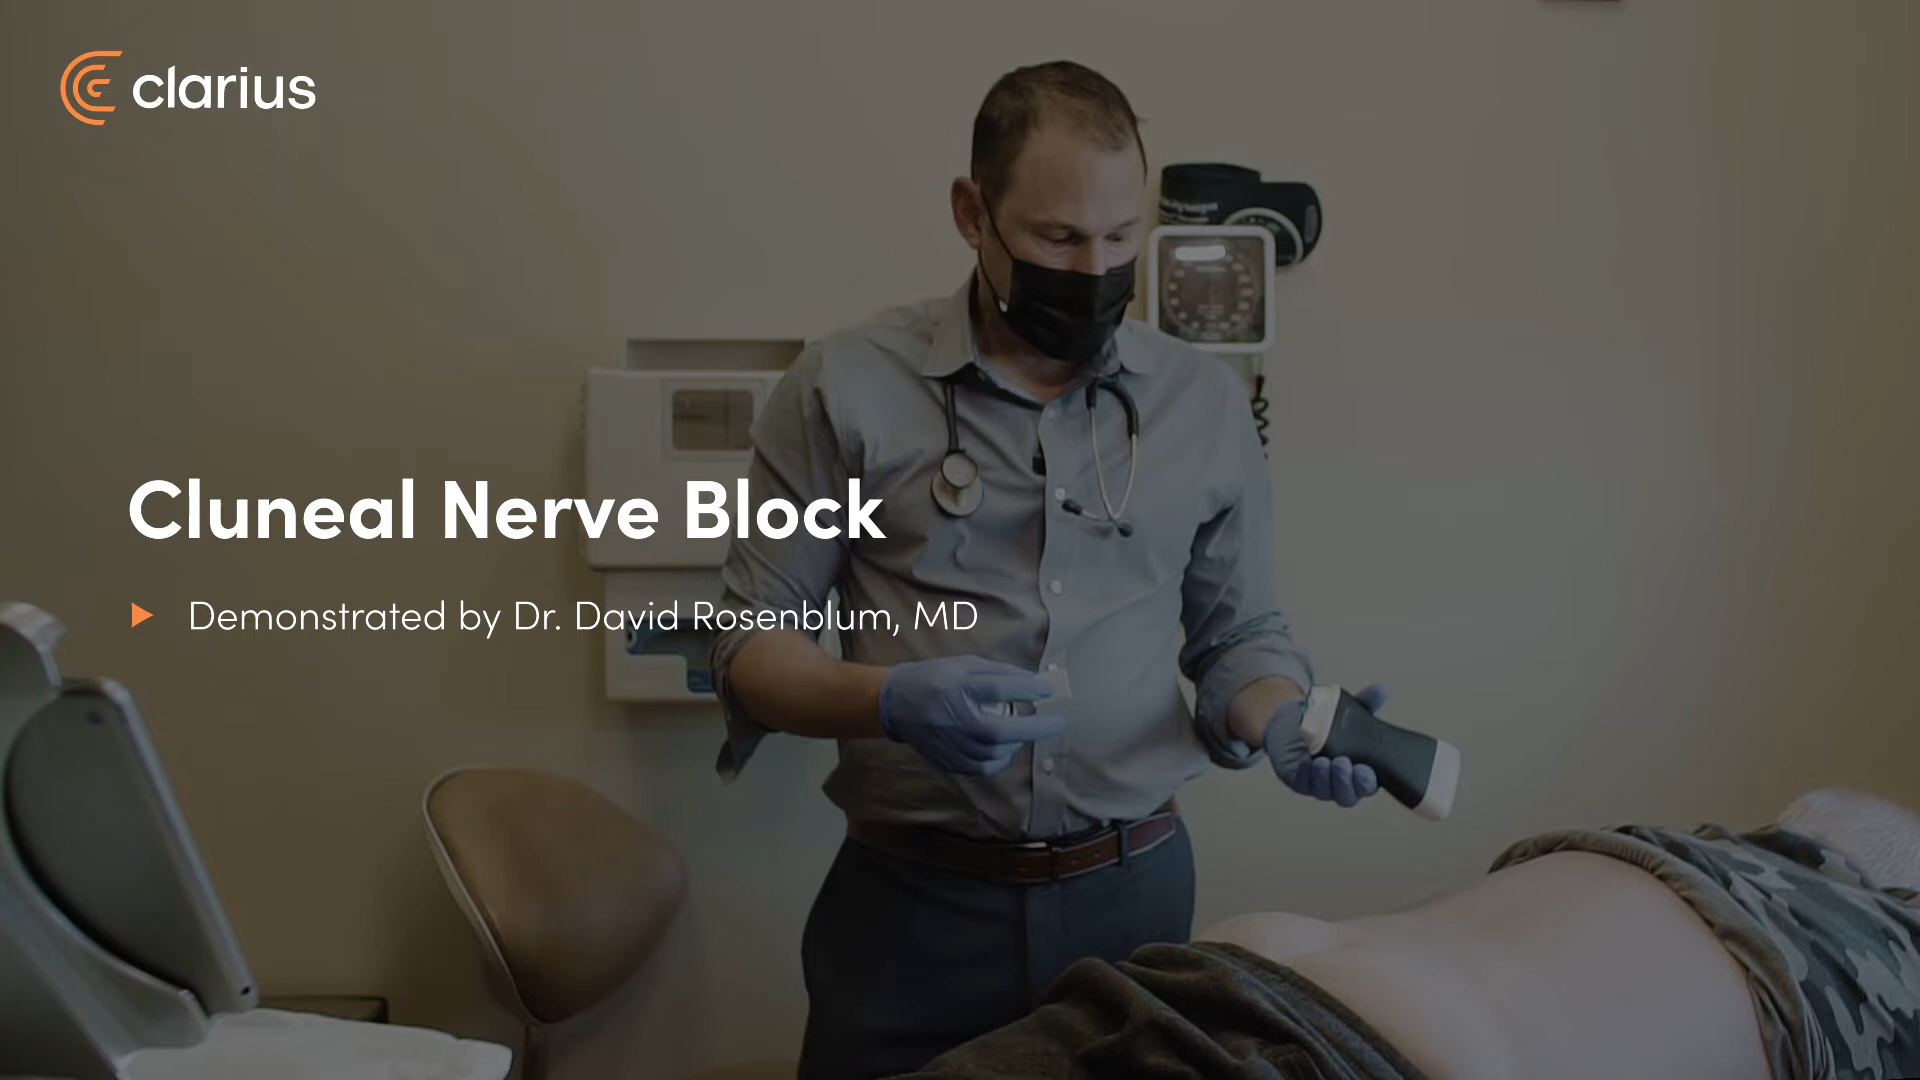 clarius
Cluneal Nerve Block
Demonstrated by Dr. David Rosenblum, MD